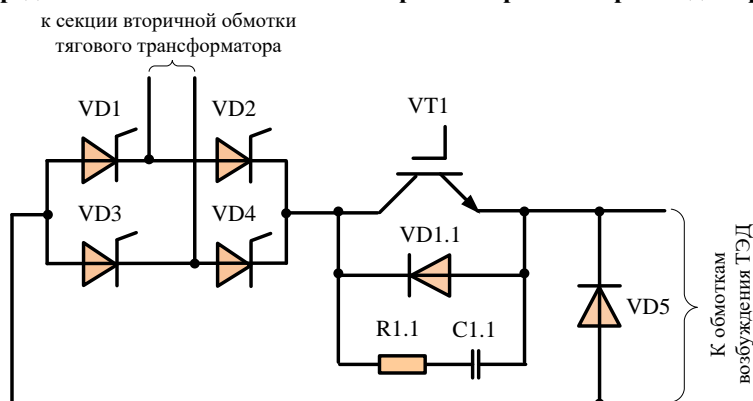 к секции вторичной обмотки
тягового трансформатора
VD1
VD2
VT1
VD3
VD4
VD1.1
R1.1
C1.1
VD5
К обмоткам
возбуждения ТЭД